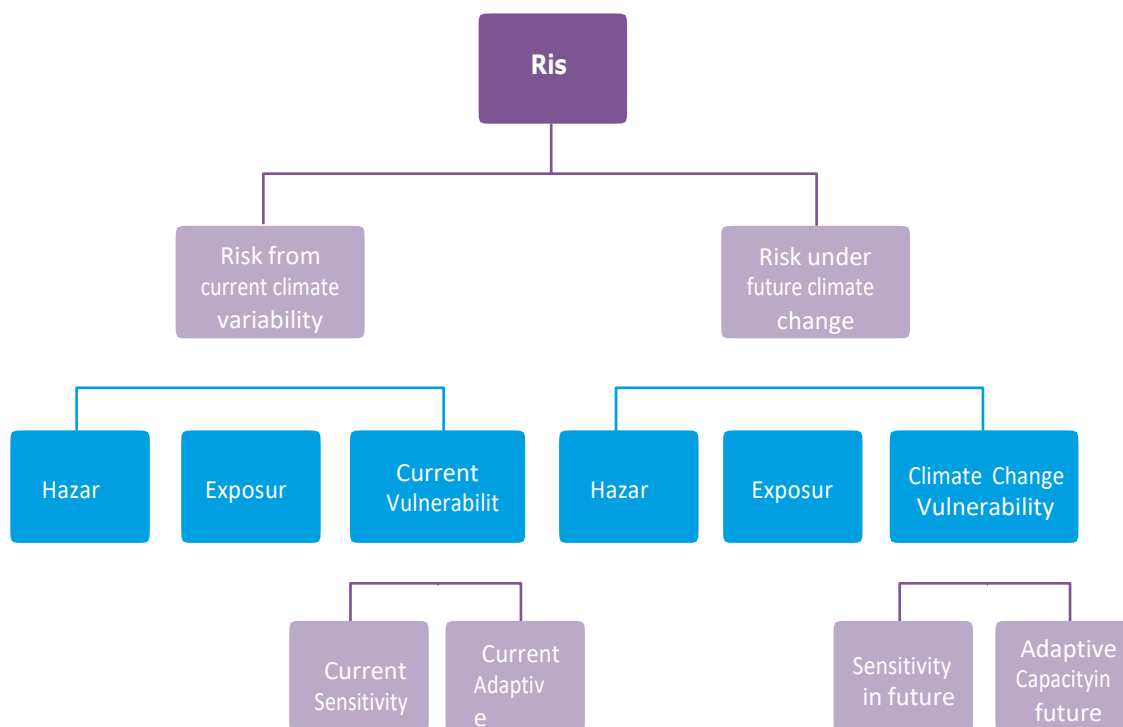 Ris
Risk from
current climate
variability
Risk under
future climate
change
Hazar
Exposur
Current
Vulnerabilit
Hazar
Exposur
Climate Change
Vulnerability
Current
Sensitivity
Current
Adaptiv
e
Sensitivity
in future
Adaptive
Capacityin
future